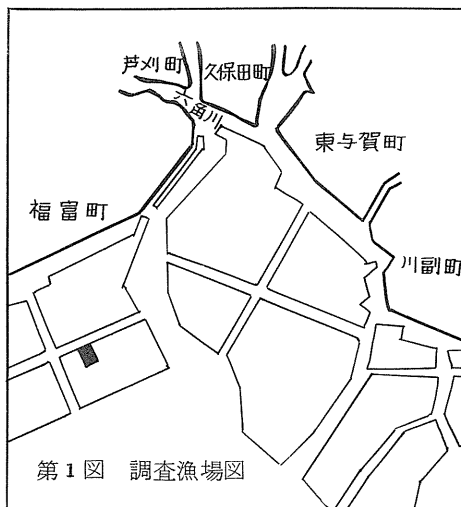 芦刈町
久保田町
六角川
東与賀町
福富町
川副町
第1図 調査漁場図